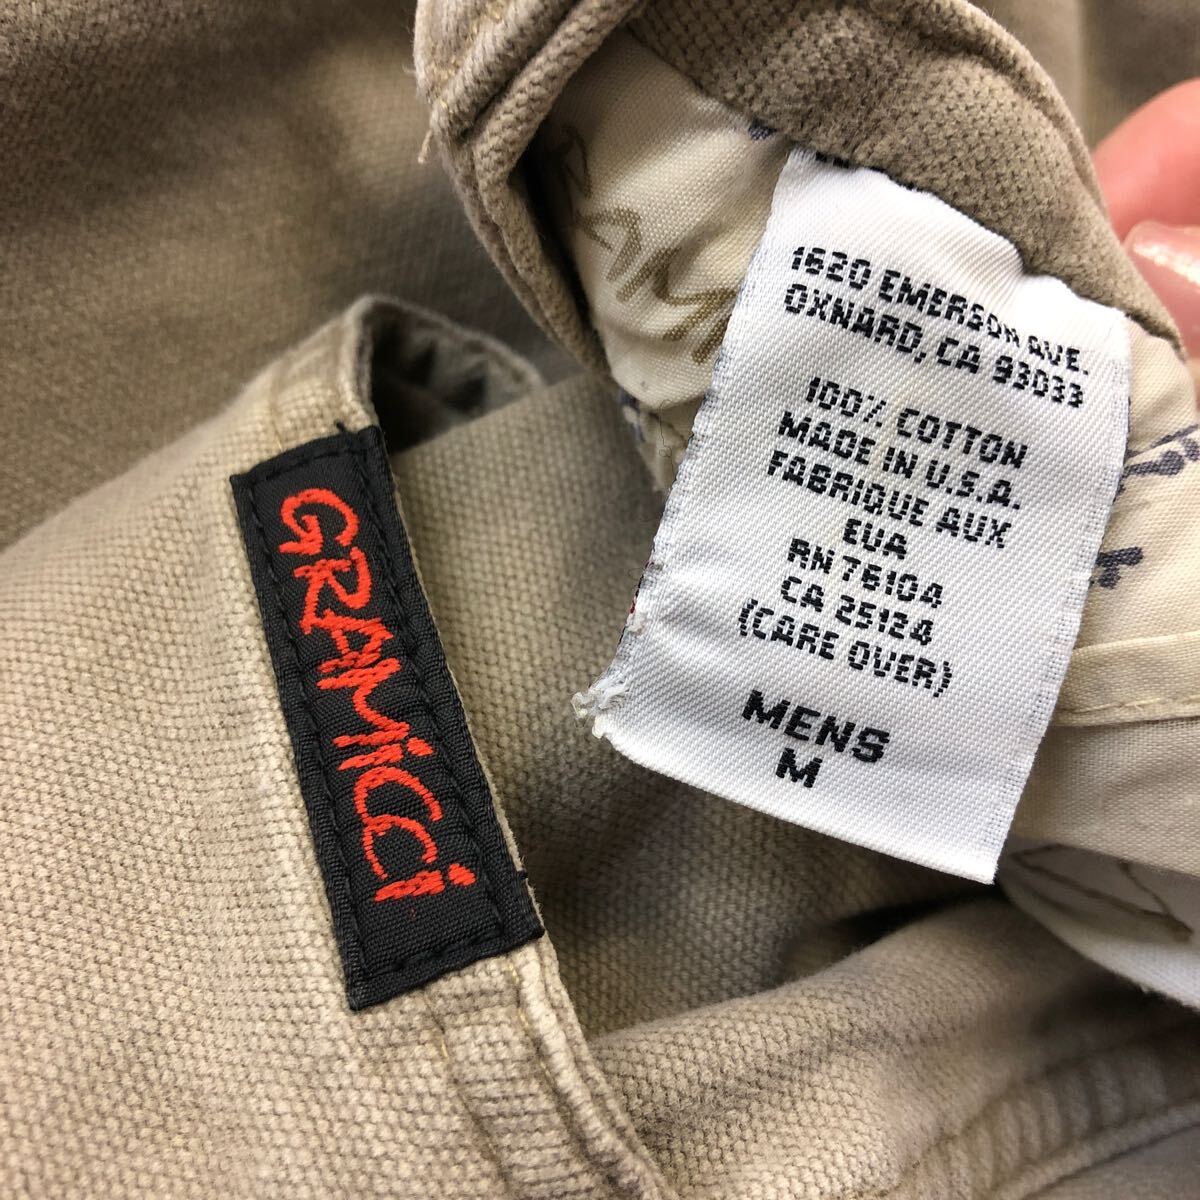 GRAMiCCi
1620 EMERSON AVE.
OXNARD, CA 93033
100% COTTON
MADE IN U.S.A.
FABRIQUE AUX
EUA
RN 76104
CA 25124
(CARE OVER)
MENS
M